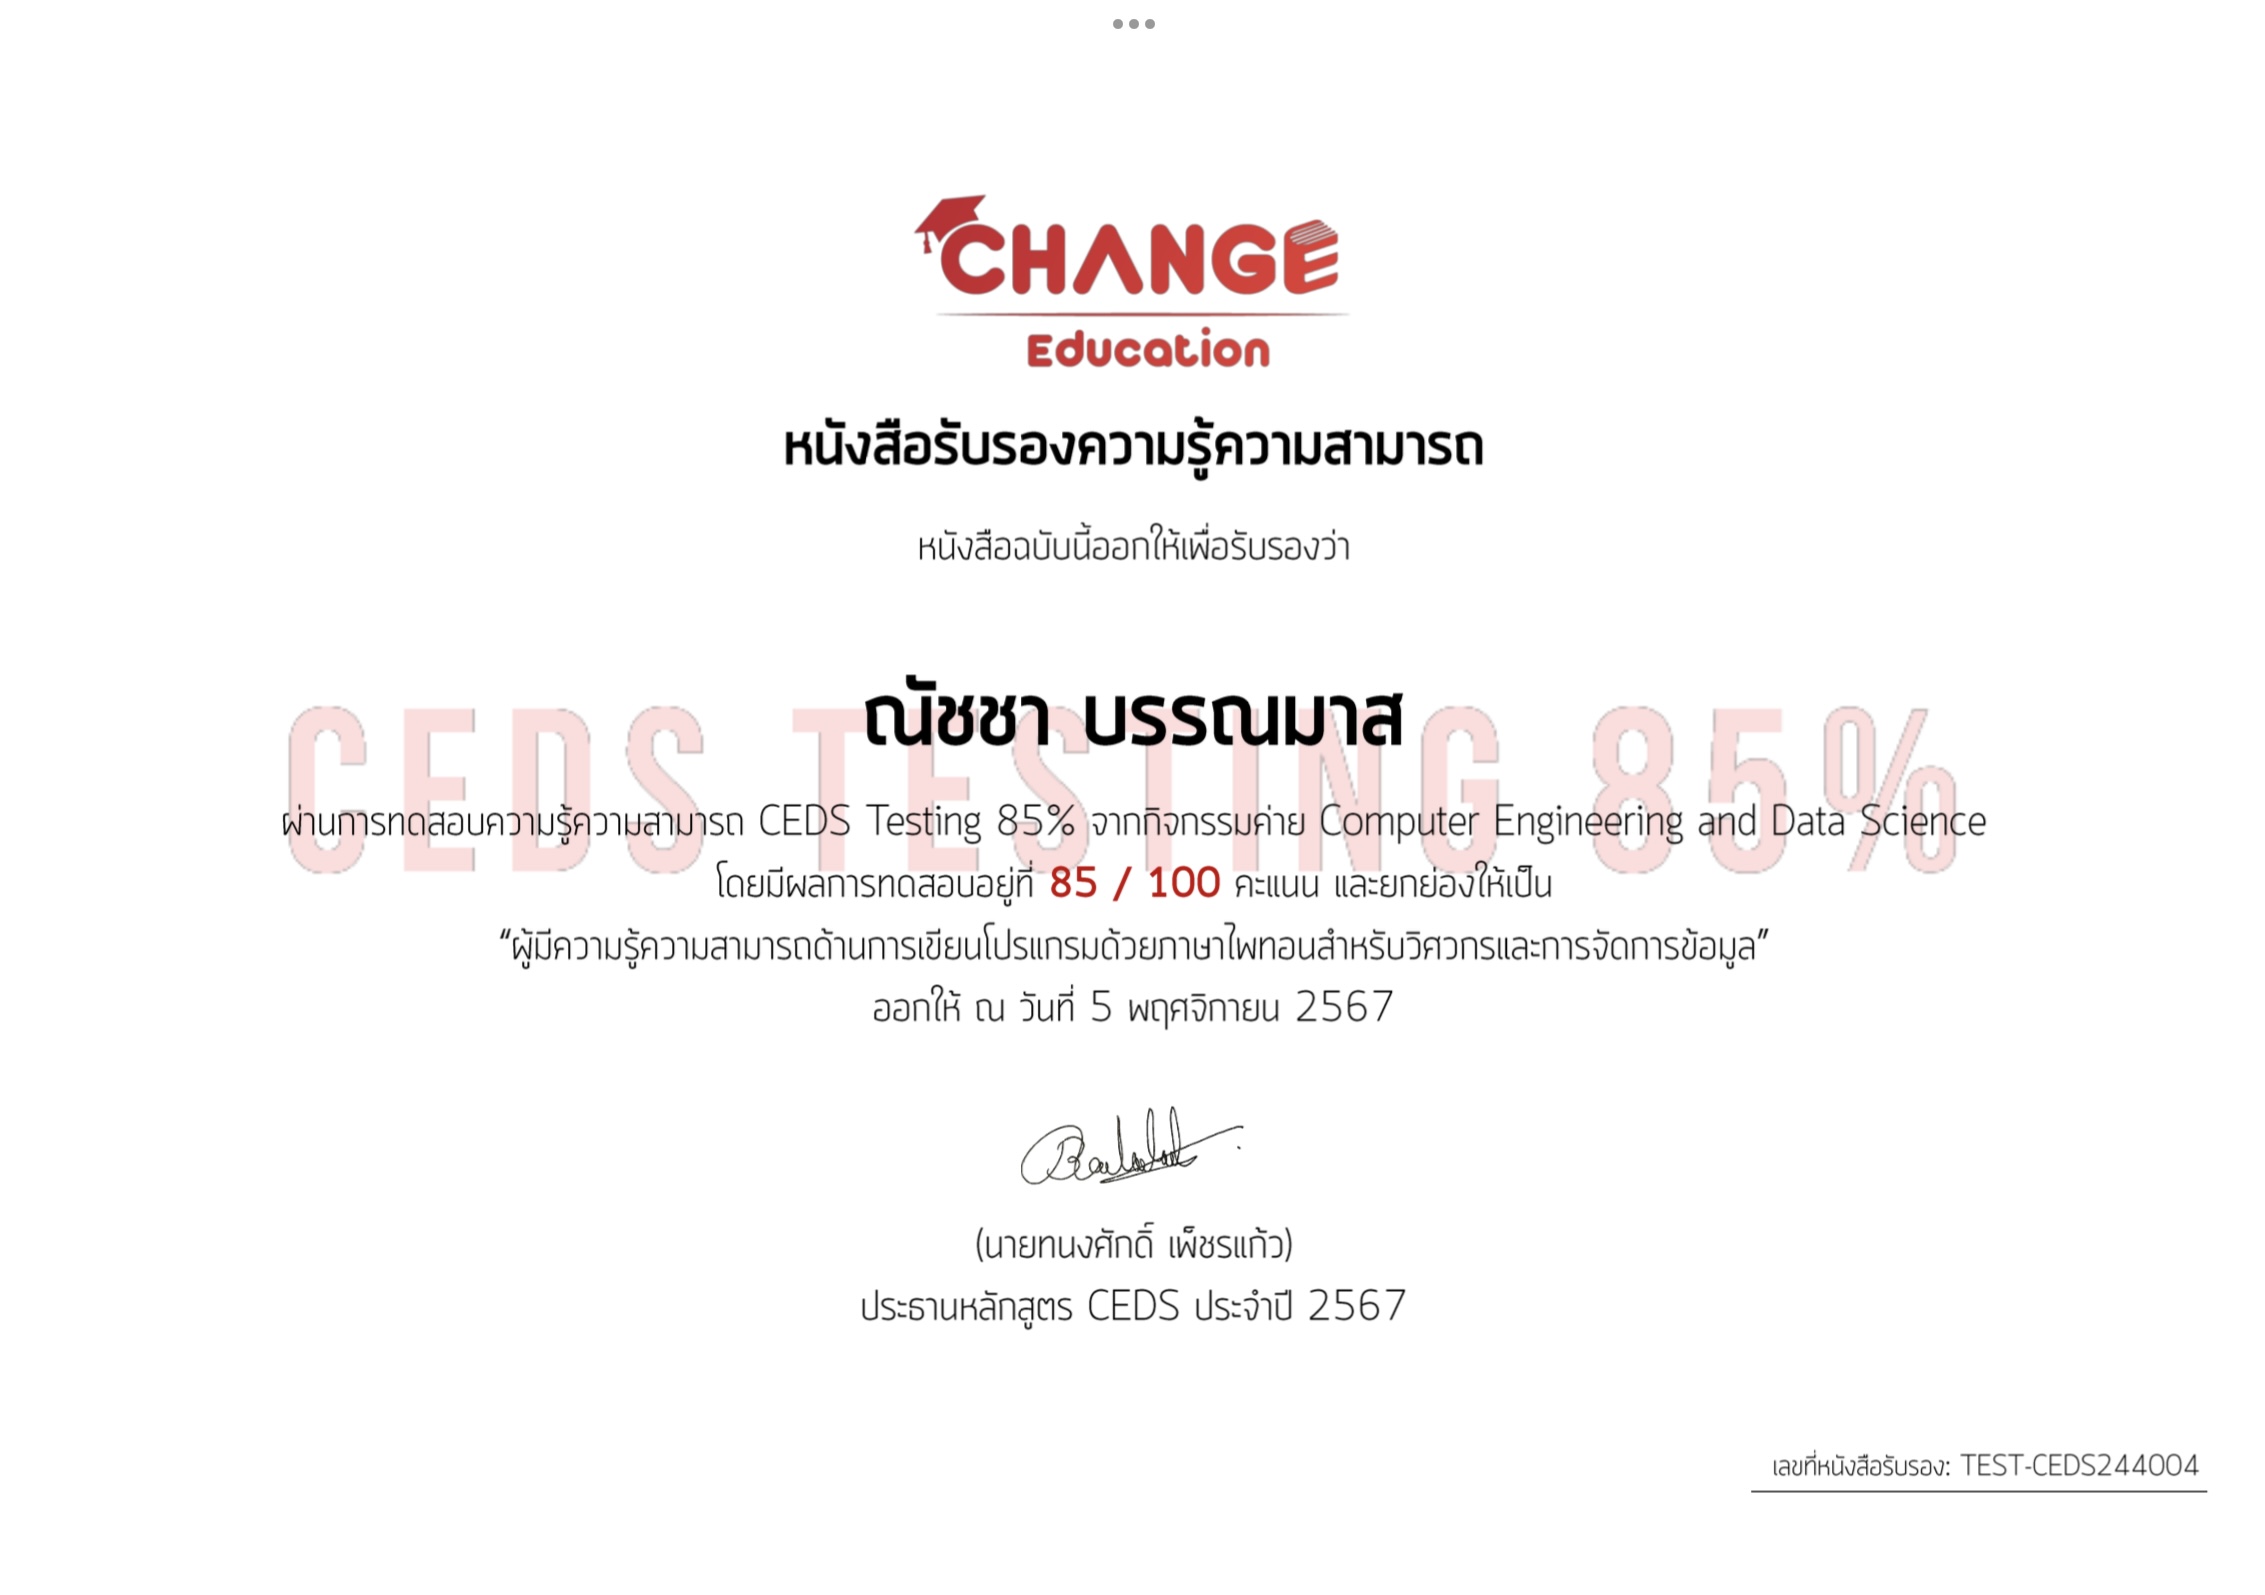 CHANGE
Education
หนังสือรับรองความรู้ความสามารถ
หนังสือฉบับนี้ออกให้เพื่อรับรองว่า
ณัชชา บรรณมาส
CEDS TESTING 85%
ผ่านการทดสอบความรู้ความสามารถ CEDS Testing 85% จากกิจกรรมค่าย Computer Engineering and Data Science
โดยมีผลการทดสอบอยู่ที่ 85 / 100 คะแนน และยกย่องให้เป็น
“ผู้มีความรู้ความสามารถด้านการเขียนโปรแกรมด้วยภาษาไพทอนสำหรับวิศวกรและการจัดการข้อมูล”
ออกให้ ณ วันที่ 5 พฤศจิกายน 2567
(นายทนงศักดิ์ เพ็ชรแก้ว)
ประธานหลักสูตร CEDS ประจำปี 2567
เลขที่หนังสือรับรอง: TEST-CEDS244004